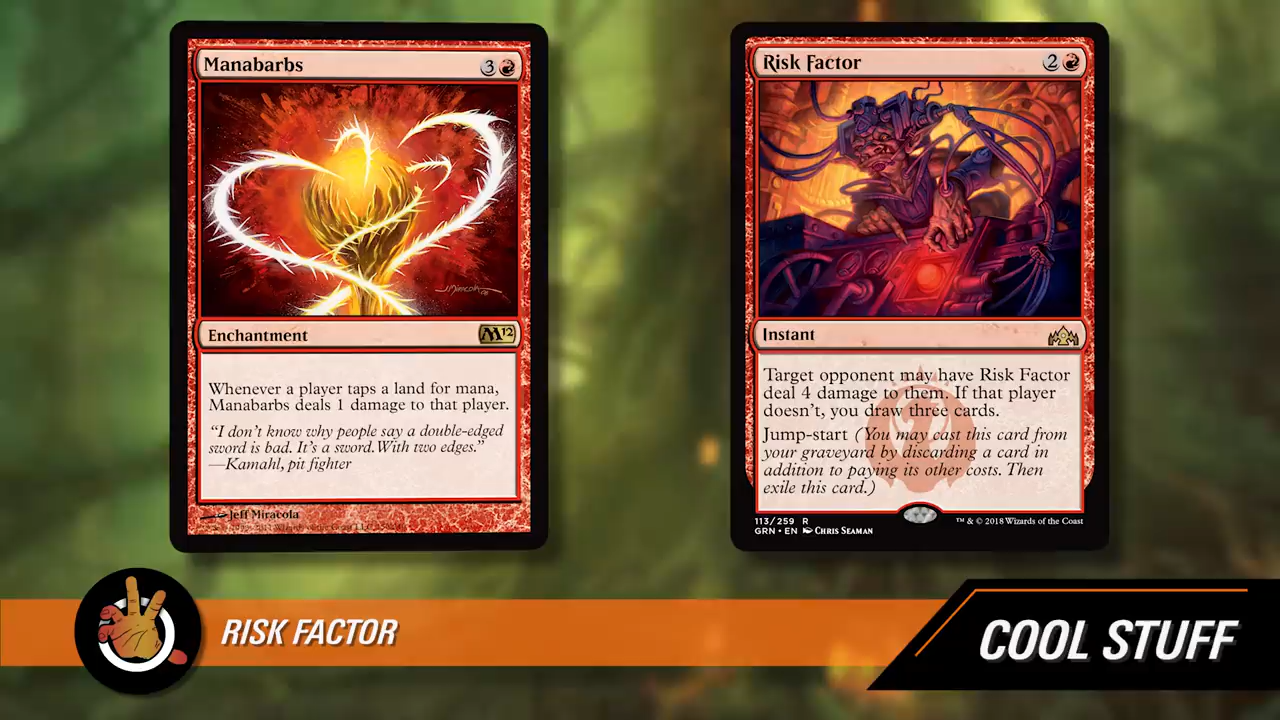 Manabarbs
3
Enchantment
M12
Whenever a player taps a land for mana,
Manabarbs deals 1 damage to that player.
“I don't know why people say a double-edged
sword is bad. It's a sword. With two edges.”
—Kamahl, pit fighter
Jeff Miracola
Risk Factor
2
Instant
Target opponent may have Risk Factor
deal 4 damage to them. If that player
doesn't, you draw three cards.
Jump-start (You may cast this card from
your graveyard by discarding a card in
addition to paying its other costs. Then
exile this card.)
113/259 R
GRN • EN Chris Seaman
™ & © 2018 Wizards of the Coast
RISK FACTOR
COOL STUFF